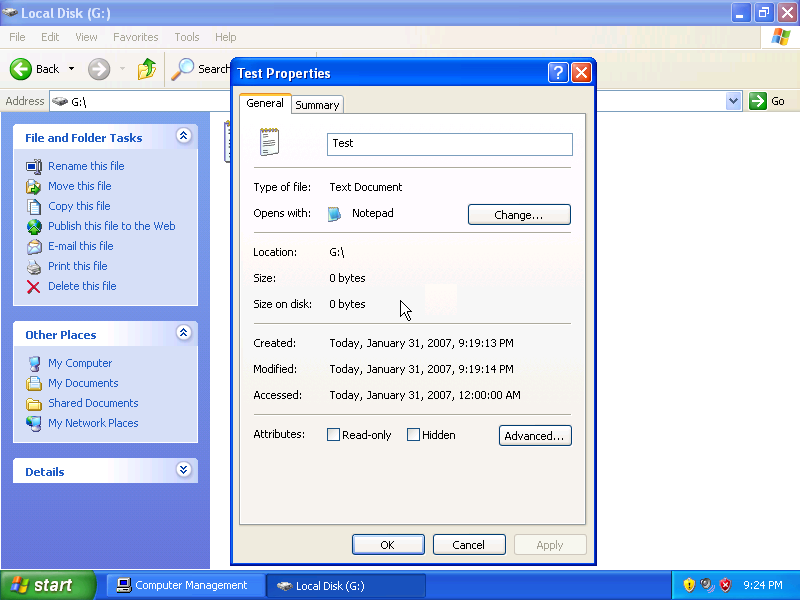 Local Disk (G:)
File Edit View Favorites Tools Help
Back Search
Address G:\ Go
File and Folder Tasks
Rename this file
Move this file
Copy this file
Publish this file to the Web
E-mail this file
Print this file
Delete this file
Other Places
My Computer
My Documents
Shared Documents
My Network Places
Details
Test Properties
General Summary
Test
Type of file: Text Document
Opens with: Notepad Change...
Location: G:\
Size: 0 bytes
Size on disk: 0 bytes
Created: Today, January 31, 2007, 9:19:13 PM
Modified: Today, January 31, 2007, 9:19:14 PM
Accessed: Today, January 31, 2007, 12:00:00 AM
Attributes: Read-only Hidden Advanced...
OK Cancel Apply
start Computer Management Local Disk (G:) 9:24 PM